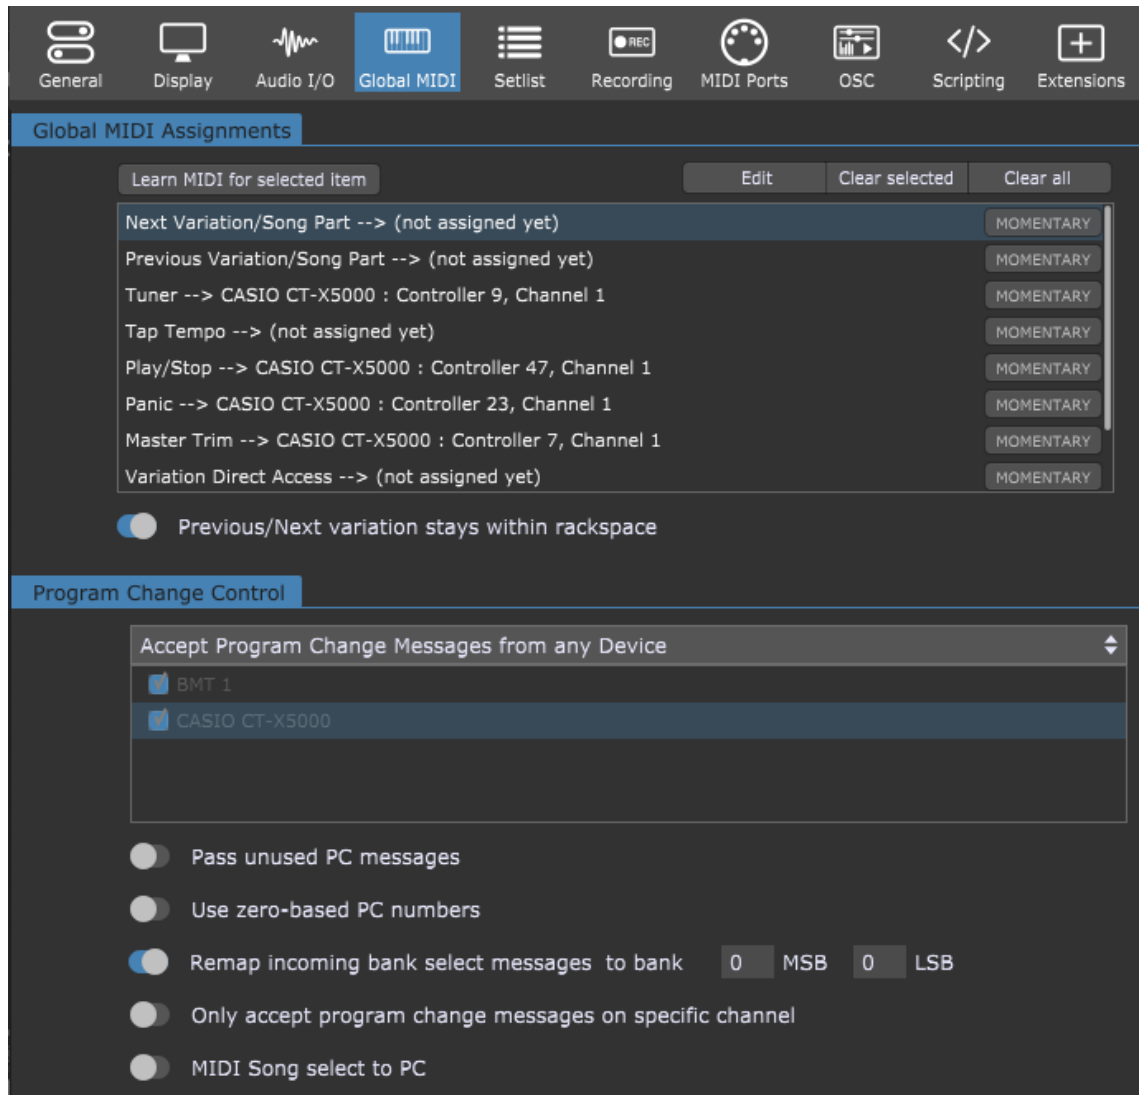 REC
General Display Audio I/O Global MIDI Setlist Recording MIDI Ports OSC Scripting Extensions
Global MIDI Assignments
Learn MIDI for selected item Edit Clear selected Clear all
Next Variation/Song Part --> (not assigned yet) MOMENTARY
Previous Variation/Song Part --> (not assigned yet) MOMENTARY
Tuner --> CASIO CT-X5000 : Controller 9, Channel 1 MOMENTARY
Tap Tempo --> (not assigned yet) MOMENTARY
Play/Stop --> CASIO CT-X5000 : Controller 47, Channel 1 MOMENTARY
Panic --> CASIO CT-X5000 : Controller 23, Channel 1 MOMENTARY
Master Trim --> CASIO CT-X5000 : Controller 7, Channel 1 MOMENTARY
Variation Direct Access --> (not assigned yet) MOMENTARY
Previous/Next variation stays within rackspace
Program Change Control
Accept Program Change Messages from any Device
BMT 1
CASIO CT-X5000
Pass unused PC messages
Use zero-based PC numbers
Remap incoming bank select messages to bank 0 MSB 0 LSB
Only accept program change messages on specific channel
MIDI Song select to PC